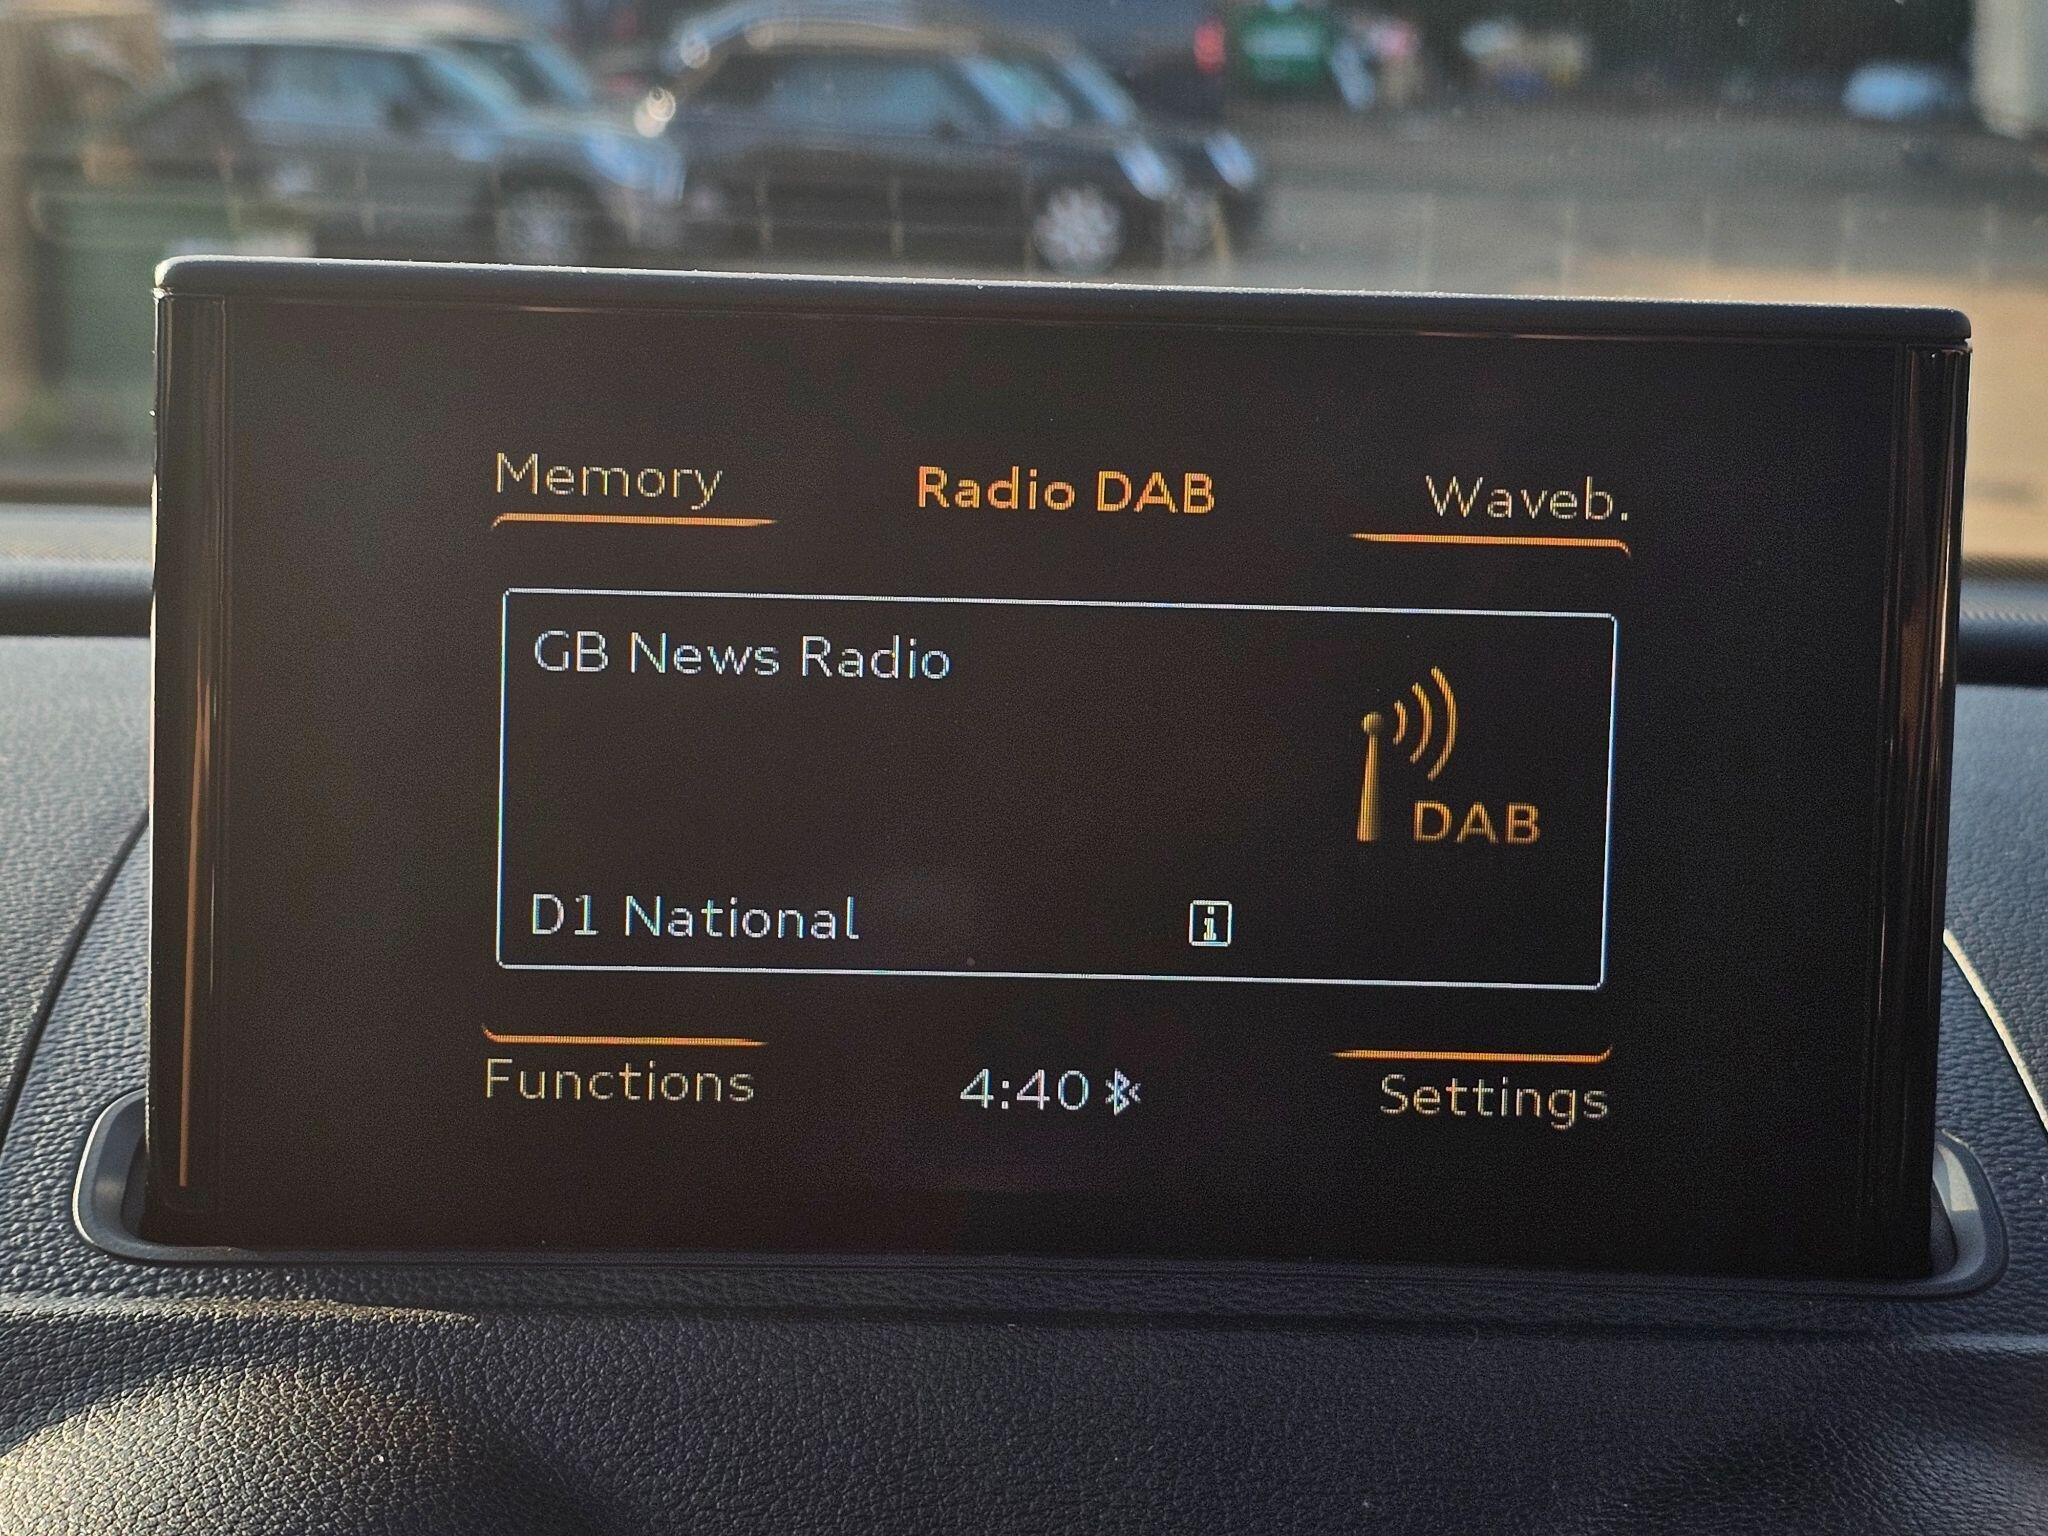 Memory
Radio DAB
Waveb.
GB News Radio
DAB
D1 National
i
Functions
4:40
Settings